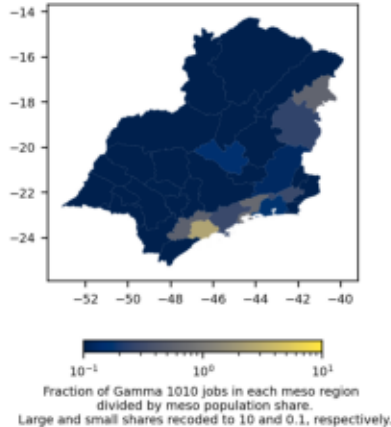 −14
−16
−18
−20
−22
−24
−52 −50 −48 −46 −44 −42 −40
10⁻¹ 10⁰ 10¹
Fraction of Gamma 1010 jobs in each meso region
divided by meso population share.
Large and small shares recoded to 10 and 0.1, respectively